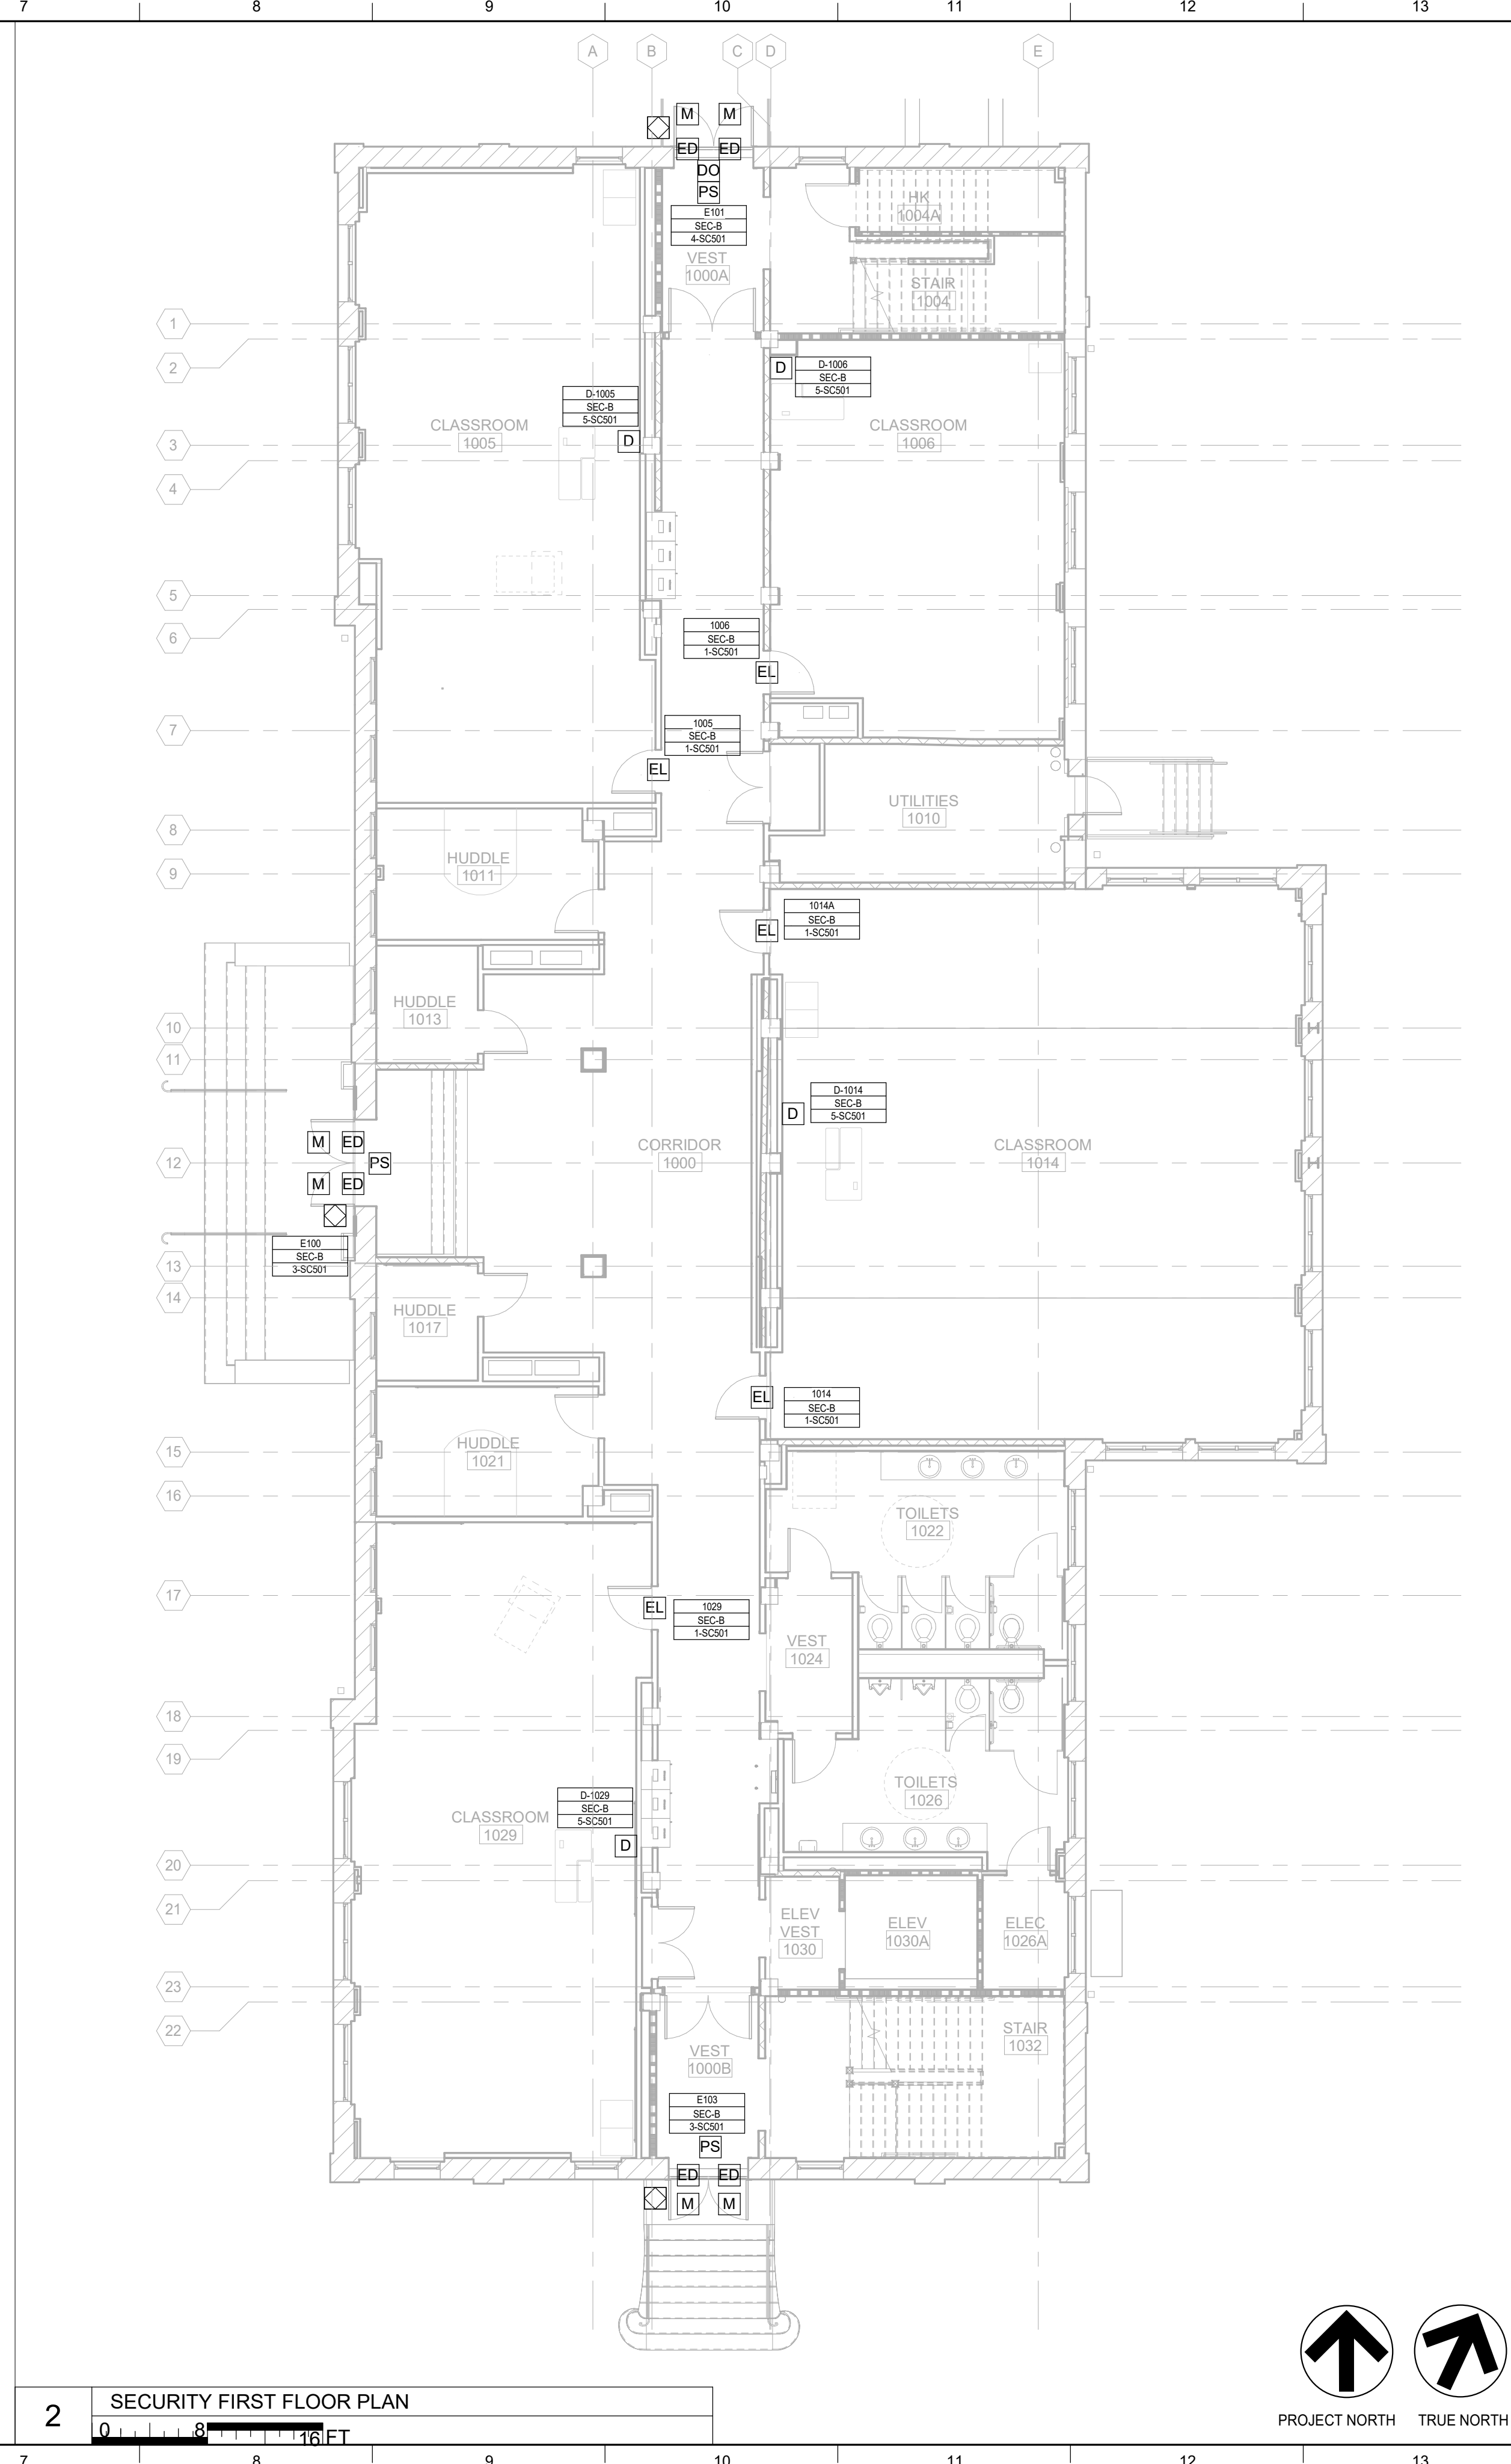 7 8 9 10 11 12 13
A B C D E
M M
ED ED
DO
PS
E101
SEC-B
4-SC501
VEST
1000A
HK
1004A
STAIR
1004
1
2
D
D-1006
SEC-B
5-SC501
D-1005
SEC-B
5-SC501
D
CLASSROOM
1005
CLASSROOM
1006
3
4
5
6
1006
SEC-B
1-SC501
EL
7
1005
SEC-B
1-SC501
EL
UTILITIES
1010
8
9
HUDDLE
1011
1014A
SEC-B
1-SC501
EL
HUDDLE
1013
10
11
D-1014
SEC-B
5-SC501
D
M ED
PS
12
M ED
CORRIDOR
1000
CLASSROOM
1014
E100
SEC-B
3-SC501
13
14
HUDDLE
1017
EL
1014
SEC-B
1-SC501
15
16
HUDDLE
1021
TOILETS
1022
17
EL
1029
SEC-B
1-SC501
VEST
1024
18
19
D-1029
SEC-B
5-SC501
D
CLASSROOM
1029
TOILETS
1026
20
21
ELEV
VEST
1030
ELEV
1030A
ELEC
1026A
23
22
STAIR
1032
VEST
1000B
E103
SEC-B
3-SC501
PS
ED ED
M M
PROJECT NORTH TRUE NORTH
2
SECURITY FIRST FLOOR PLAN
0 8 16 FT
7 8 9 10 11 12 13